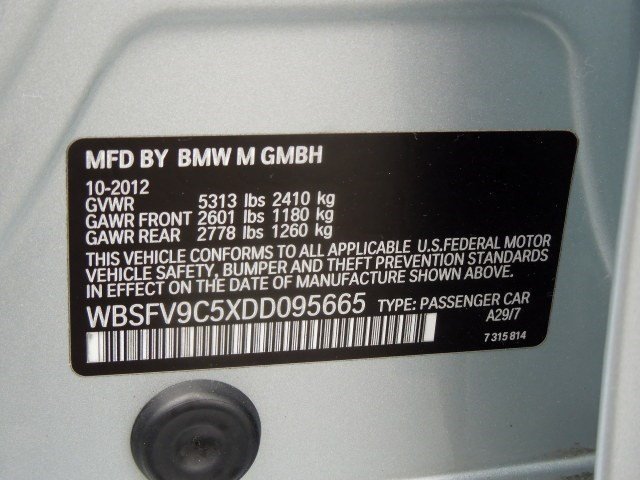 MFD BY BMW M GMBH
10-2012
GVWR 5313 lbs 2410 kg
GAWR FRONT 2601 lbs 1180 kg
GAWR REAR 2778 lbs 1260 kg
THIS VEHICLE CONFORMS TO ALL APPLICABLE U.S.FEDERAL MOTOR
VEHICLE SAFETY, BUMPER AND THEFT PREVENTION STANDARDS
IN EFFECT ON THE DATE OF MANUFACTURE SHOWN ABOVE.
WBSFV9C5XDD095665 TYPE: PASSENGER CAR
A29/7
7 315 814